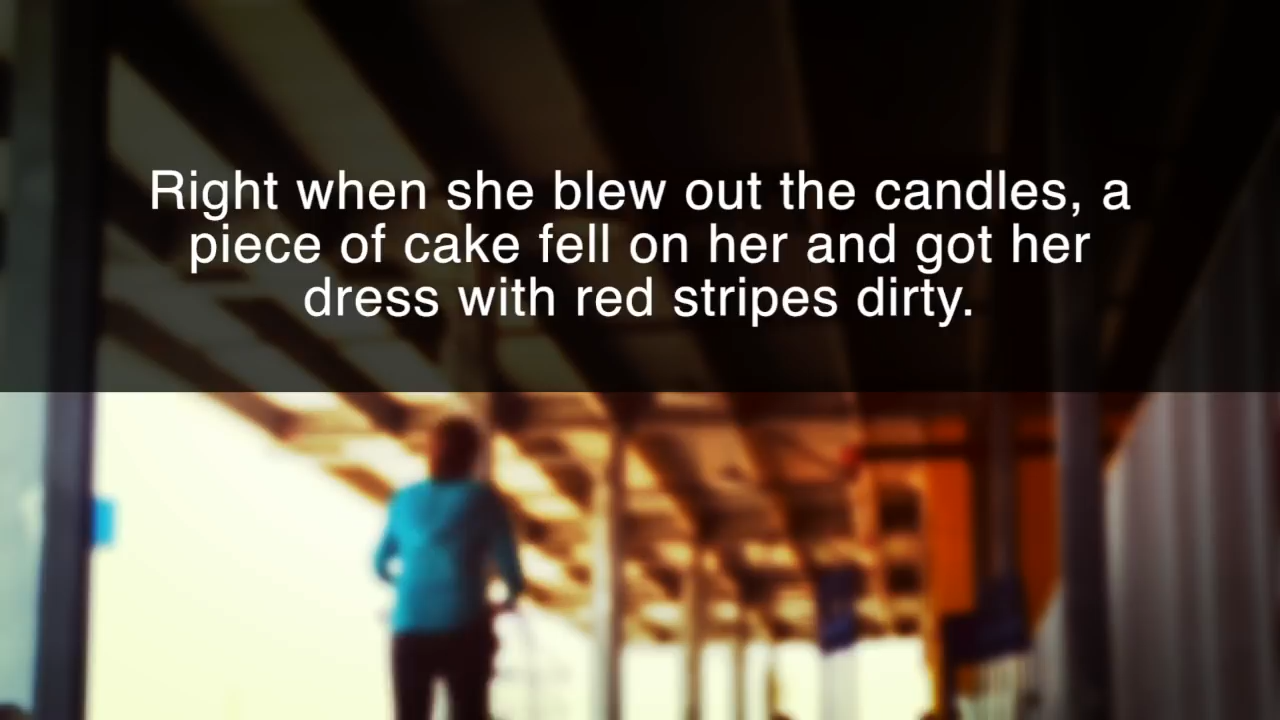 Right when she blew out the candles, a
piece of cake fell on her and got her
dress with red stripes dirty.